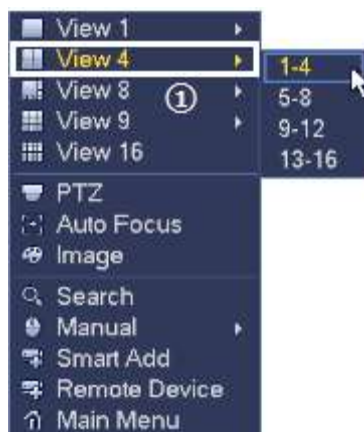 View 1
View 4
1-4
View 8
①
5-8
View 9
9-12
View 16
13-16
PTZ
Auto Focus
Image
Search
Manual
Smart Add
Remote Device
Main Menu